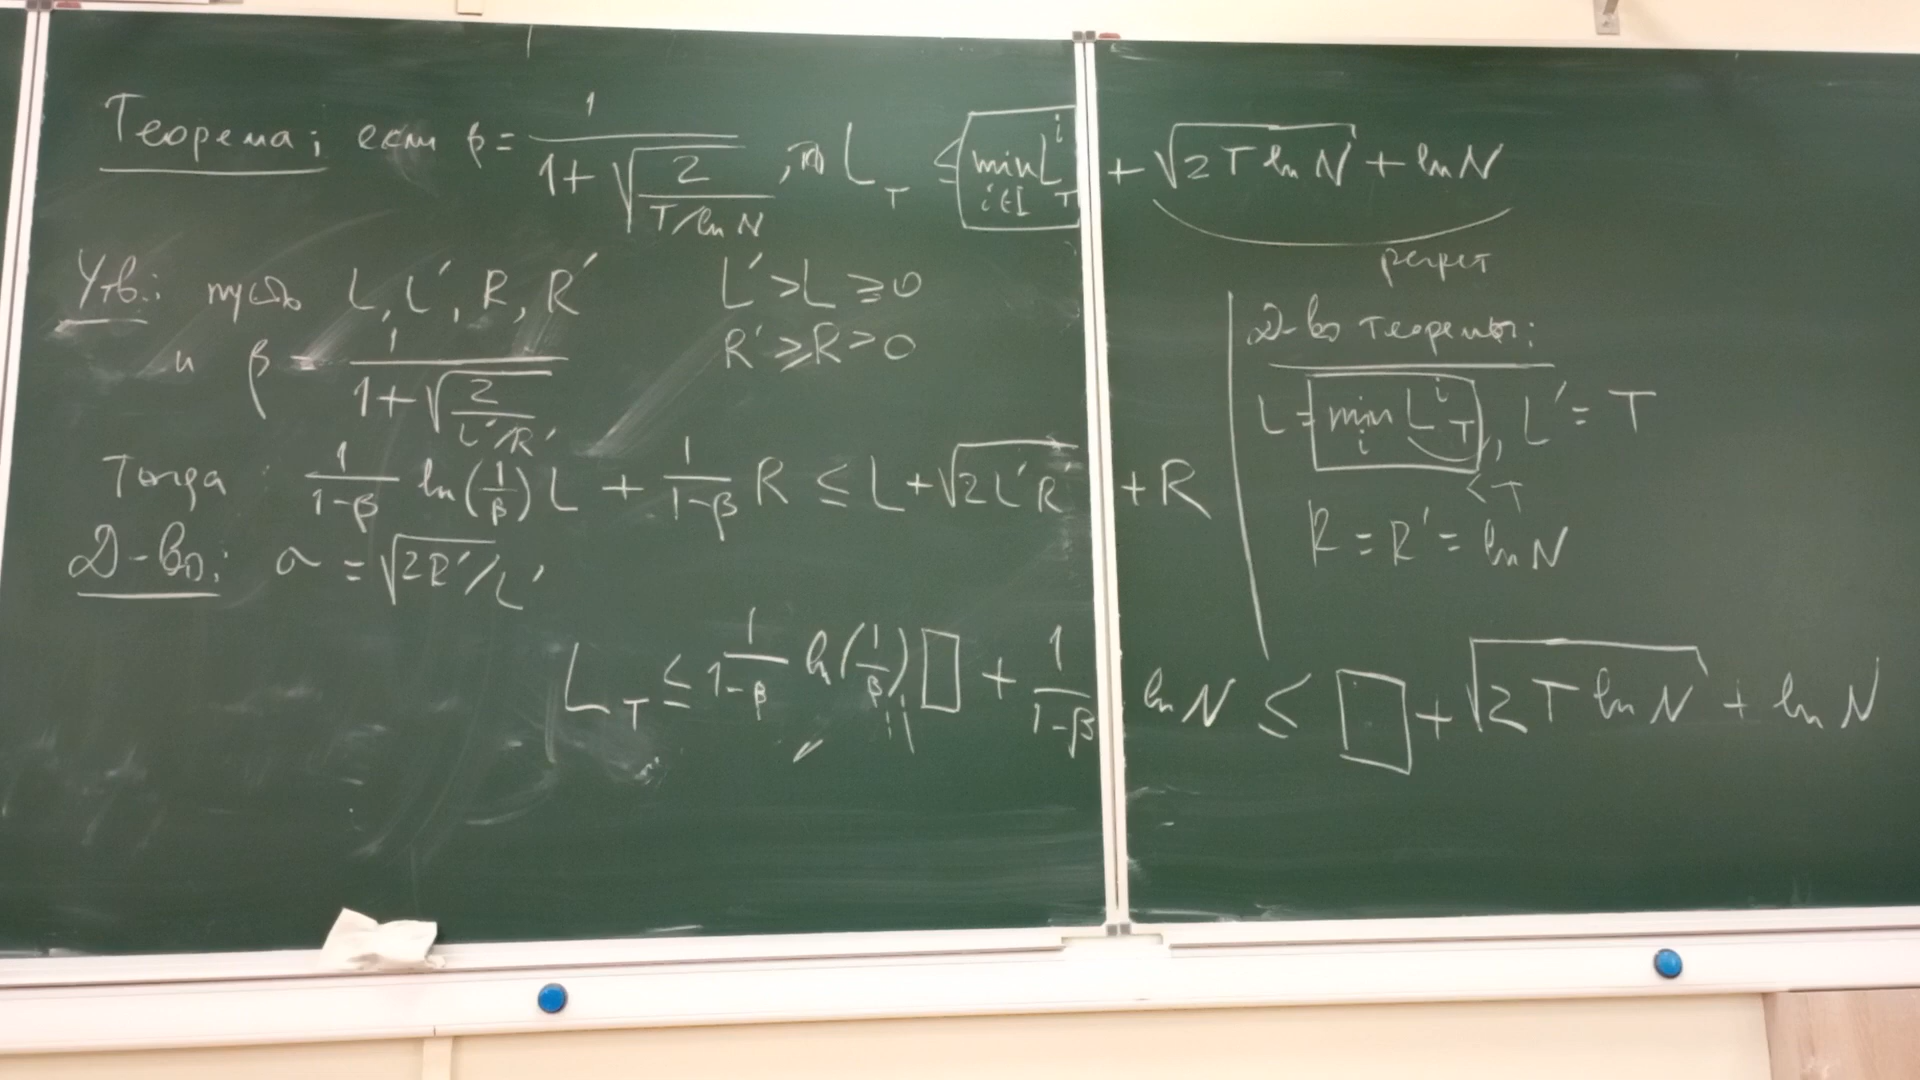 Теорема: если β = 1/(1+√(2/(T/ln N))), то L_T ≤ min_{i∈I} L_T^i + √(2T ln N) + ln N
регрет
Утв.: пусть L, L′, R, R′ L′ > L ≥ 0
R′ ≥ R > 0
и β = 1/(1+√(2/(L′/R′)))
Тогда: 1/(1-β) ln(1/β) L + 1/(1-β) R ≤ L + √(2L′R′) + R
Д-во: a = √(2R′/L′)
Д-во теоремы:
L = min_i L_T^i, L′ = T
< T
R = R′ = ln N
L_T ≤ 1/(1-β) ln(1/β) □ + 1/(1-β) ln N ≤ □ + √(2T ln N) + ln N